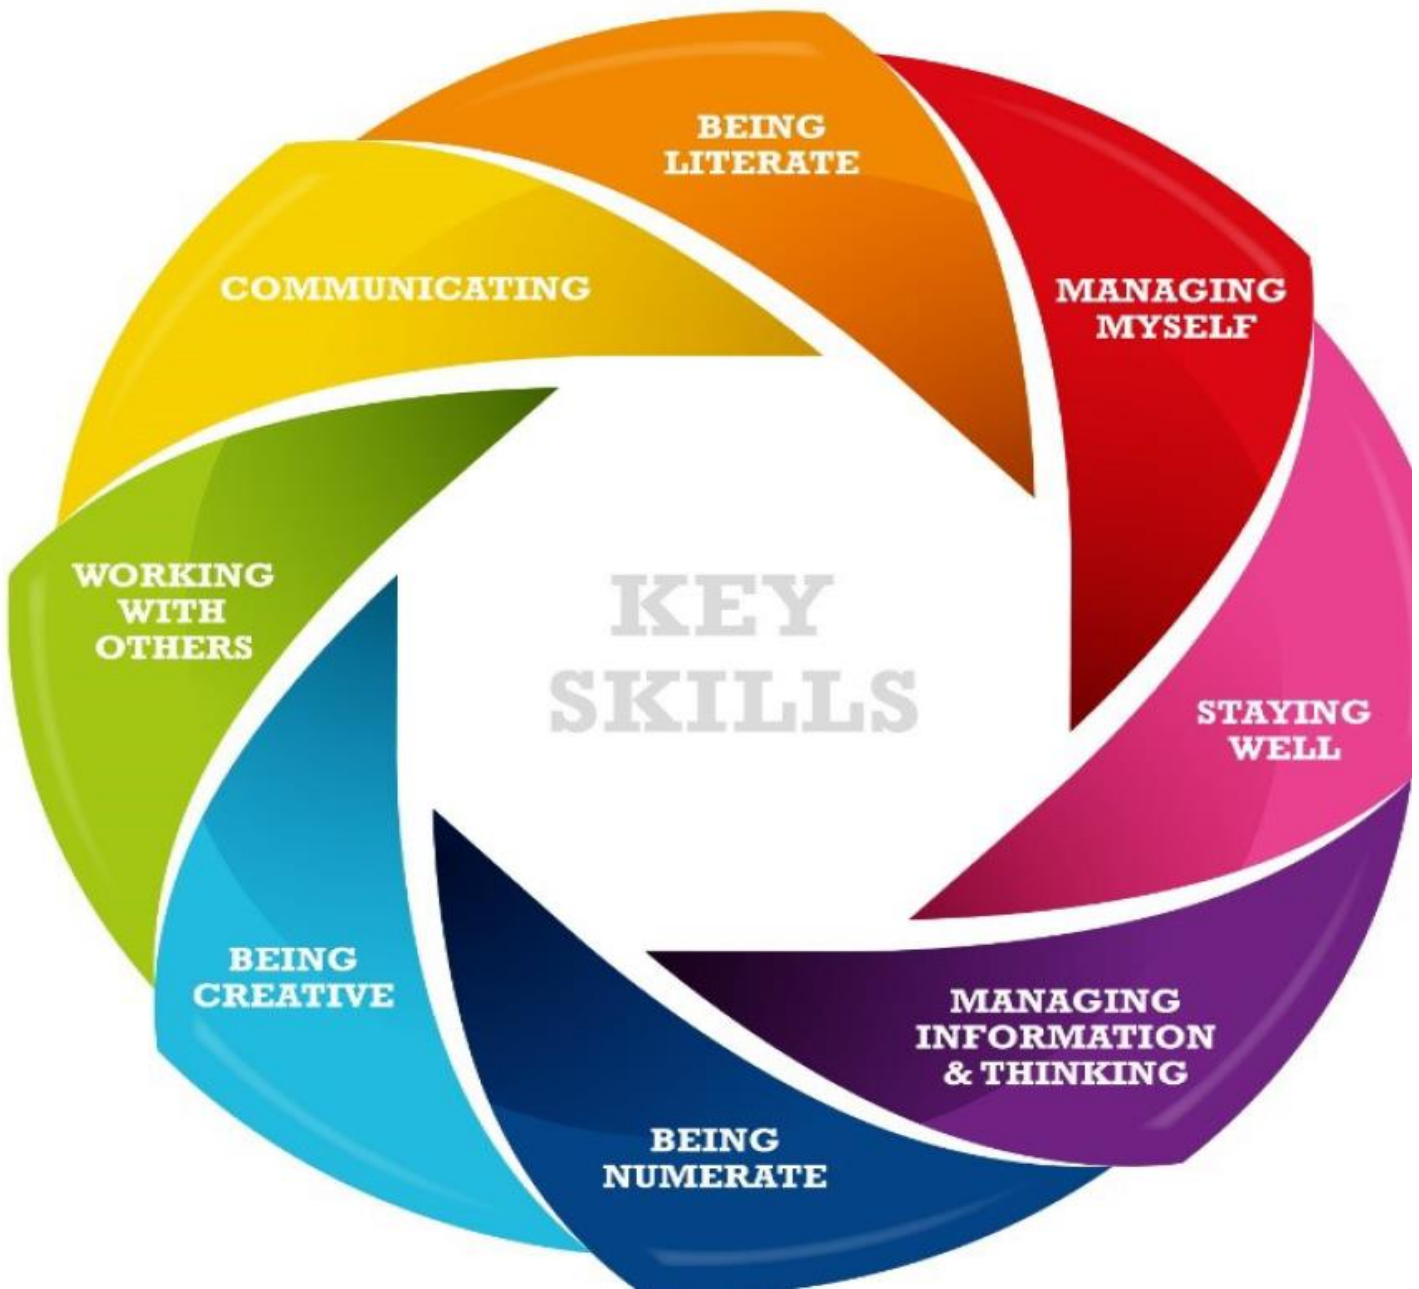 BEING
LITERATE
MANAGING
MYSELF
STAYING
WELL
MANAGING
INFORMATION
& THINKING
BEING
NUMERATE
BEING
CREATIVE
WORKING
WITH
OTHERS
COMMUNICATING
KEY
SKILLS